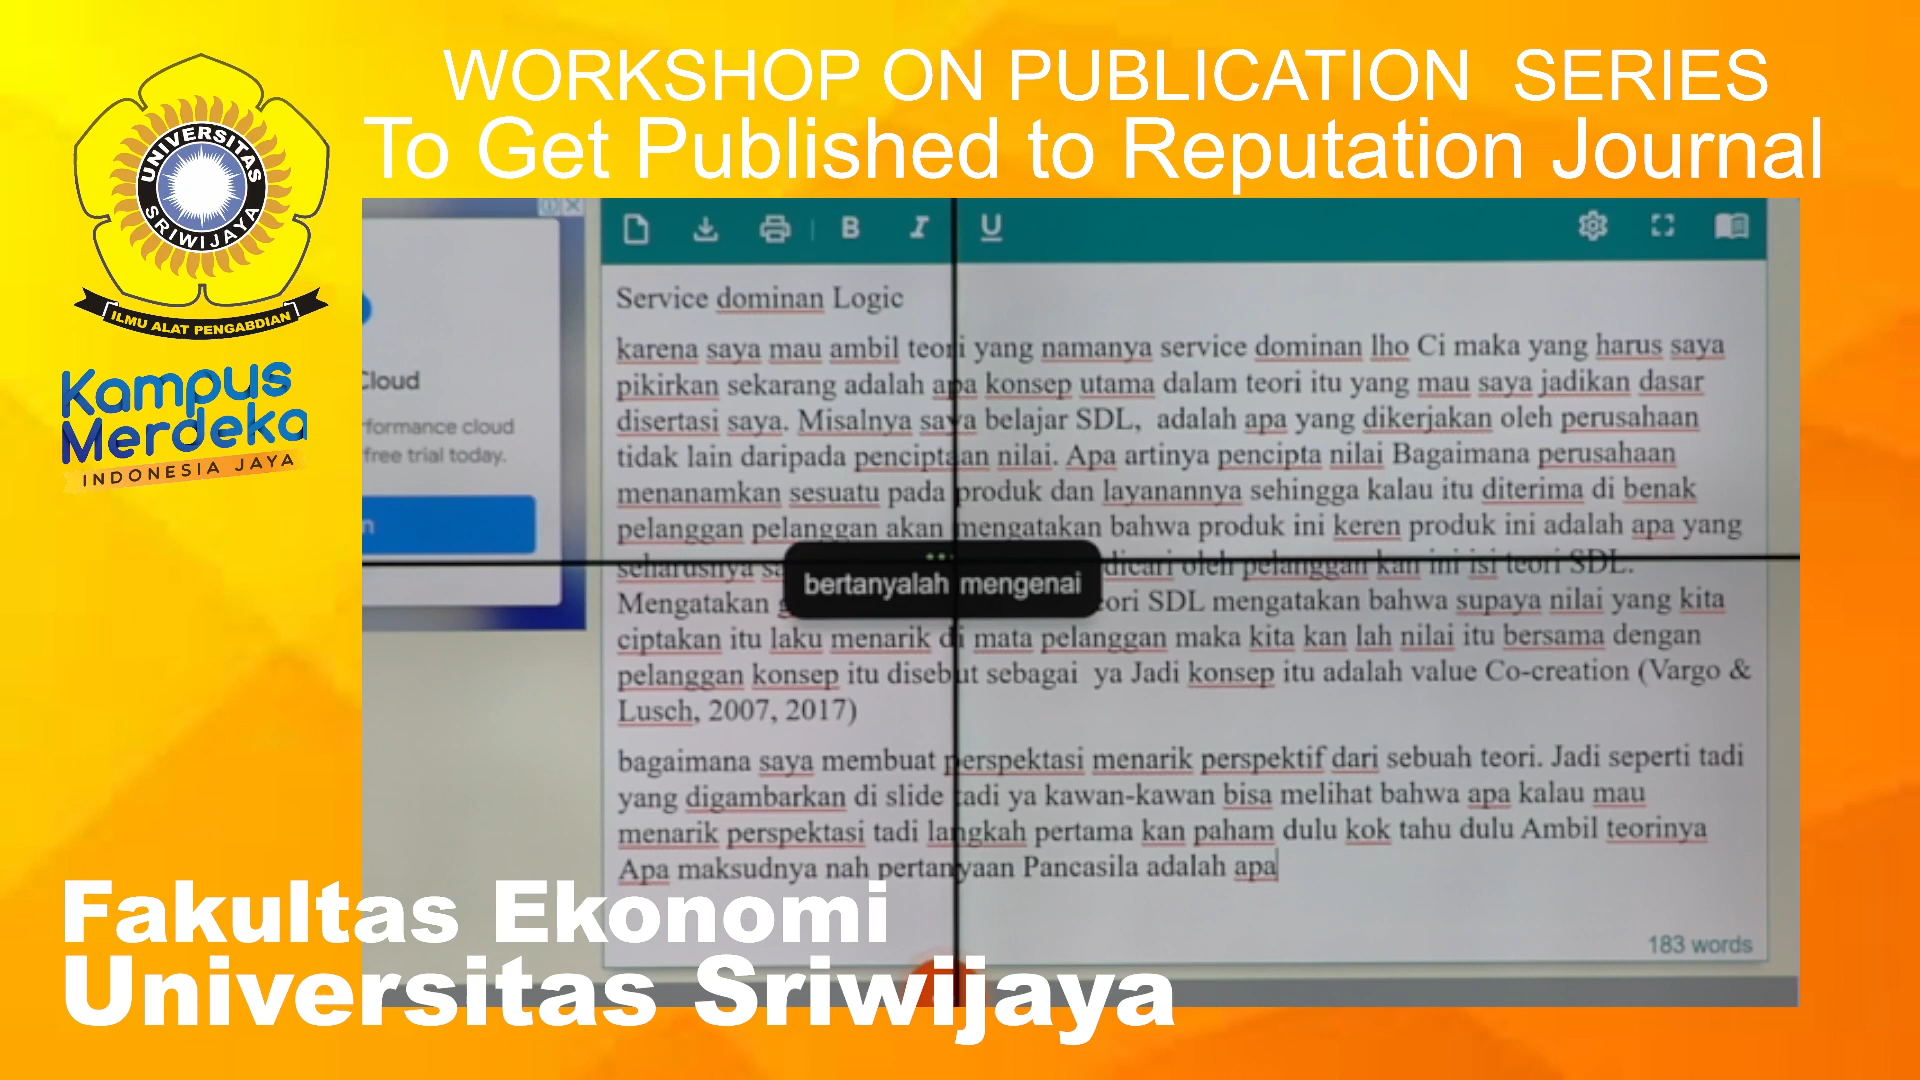 WORKSHOP ON PUBLICATION SERIES
To Get Published to Reputation Journal
UNIVERSITAS
SRIWIJAYA
ILMU ALAT PENGABDIAN
Kampus
Merdeka
INDONESIA JAYA
Cloud
formance cloud
free trial today.
B I U
Service dominan Logic
karena saya mau ambil teori yang namanya service dominan lho Ci maka yang harus saya
pikirkan sekarang adalah apa konsep utama dalam teori itu yang mau saya jadikan dasar
disertasi saya. Misalnya saya belajar SDL, adalah apa yang dikerjakan oleh perusahaan
tidak lain daripada penciptaan nilai. Apa artinya pencipta nilai Bagaimana perusahaan
menanamkan sesuatu pada produk dan layanannya sehingga kalau itu diterima di benak
pelanggan pelanggan akan mengatakan bahwa produk ini keren produk ini adalah apa yang
seharusnya dicari oleh pelanggan kan ini isi teori SDL.
bertanyalah mengenai
Mengatakan teori SDL mengatakan bahwa supaya nilai yang kita
ciptakan itu laku menarik di mata pelanggan maka kita kan lah nilai itu bersama dengan
pelanggan konsep itu disebut sebagai ya Jadi konsep itu adalah value Co-creation (Vargo &
Lusch, 2007, 2017)
bagaimana saya membuat perspektasi menarik perspektif dari sebuah teori. Jadi seperti tadi
yang digambarkan di slide tadi ya kawan-kawan bisa melihat bahwa apa kalau mau
menarik perspektasi tadi langkah pertama kan paham dulu kok tahu dulu Ambil teorinya
Apa maksudnya nah pertanyaan Pancasila adalah apa
183 words
Fakultas Ekonomi
Universitas Sriwijaya